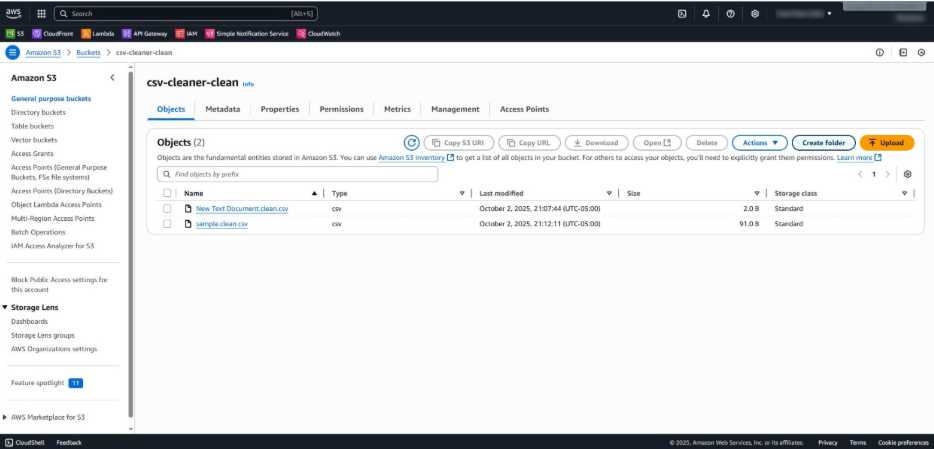 aws Search [Alt+S]
S3 CloudFront Lambda API Gateway IAM Simple Notification Service CloudWatch
Amazon S3 > Buckets > csv-cleaner-clean
Amazon S3
General purpose buckets
Directory buckets
Table buckets
Vector buckets
Access Grants
Access Points (General Purpose
Buckets, FSx file systems)
Access Points (Directory Buckets)
Object Lambda Access Points
Multi-Region Access Points
Batch Operations
IAM Access Analyzer for S3
Block Public Access settings for
this account
Storage Lens
Dashboards
Storage Lens groups
AWS Organizations settings
Feature spotlight 11
AWS Marketplace for S3
csv-cleaner-clean Info
Objects Metadata Properties Permissions Metrics Management Access Points
Objects (2) Copy S3 URI Copy URL Download Open Delete Actions Create folder Upload
Objects are the fundamental entities stored in Amazon S3. You can use Amazon S3 inventory to get a list of all objects in your bucket. For others to access your objects, you'll need to explicitly grant them permissions. Learn more
Find objects by prefix 1
Name Type Last modified Size Storage class
New Text Document.clean.csv csv October 2, 2025, 21:07:44 (UTC-05:00) 2.0 B Standard
sample.clean.csv csv October 2, 2025, 21:12:11 (UTC-05:00) 91.0 B Standard
CloudShell Feedback © 2025, Amazon Web Services, Inc. or its affiliates. Privacy Terms Cookie preferences